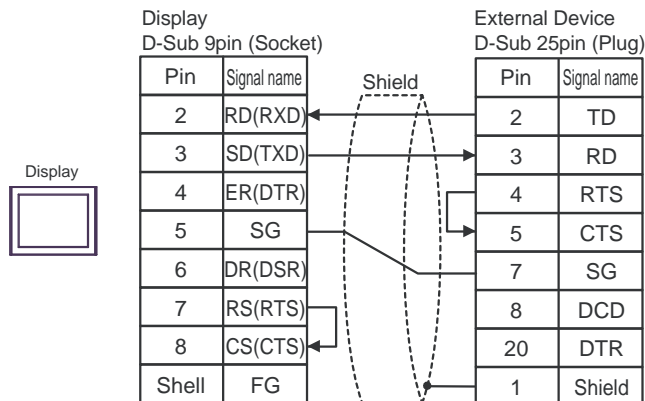 Display
D-Sub 9pin (Socket)
External Device
D-Sub 25pin (Plug)
Pin Signal name
Shield
Pin Signal name
2 RD(RXD)
2 TD
3 SD(TXD)
3 RD
Display
4 ER(DTR)
4 RTS
5 SG
5 CTS
6 DR(DSR)
7 SG
7 RS(RTS)
8 DCD
8 CS(CTS)
20 DTR
Shell FG
1 Shield